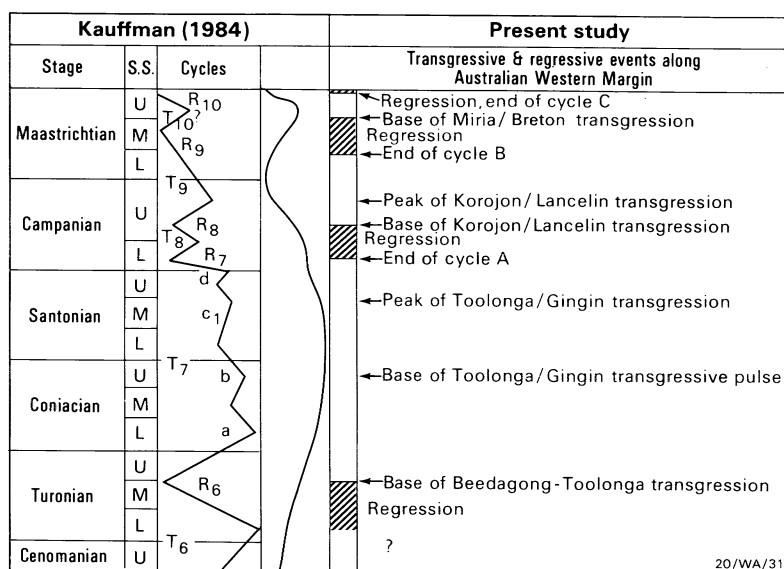 Kauffman (1984)
Present study
Stage
S.S.
Cycles
Transgressive & regressive events along
Australian Western Margin
Maastrichtian
U
M
L
R10
T10?
R9
T9
Regression, end of cycle C
Base of Miria/Breton transgression
Regression
End of cycle B
Campanian
U
L
R8
T8
R7
Peak of Korojon/Lancelin transgression
Base of Korojon/Lancelin transgression
Regression
End of cycle A
Santonian
U
M
L
d
c1
T7
Peak of Toolonga/Gingin transgression
Coniacian
U
M
L
b
a
Base of Toolonga/Gingin transgressive pulse
Turonian
U
M
L
R6
T6
Base of Beedagong-Toolonga transgression
Regression
Cenomanian
U
?
20/WA/31